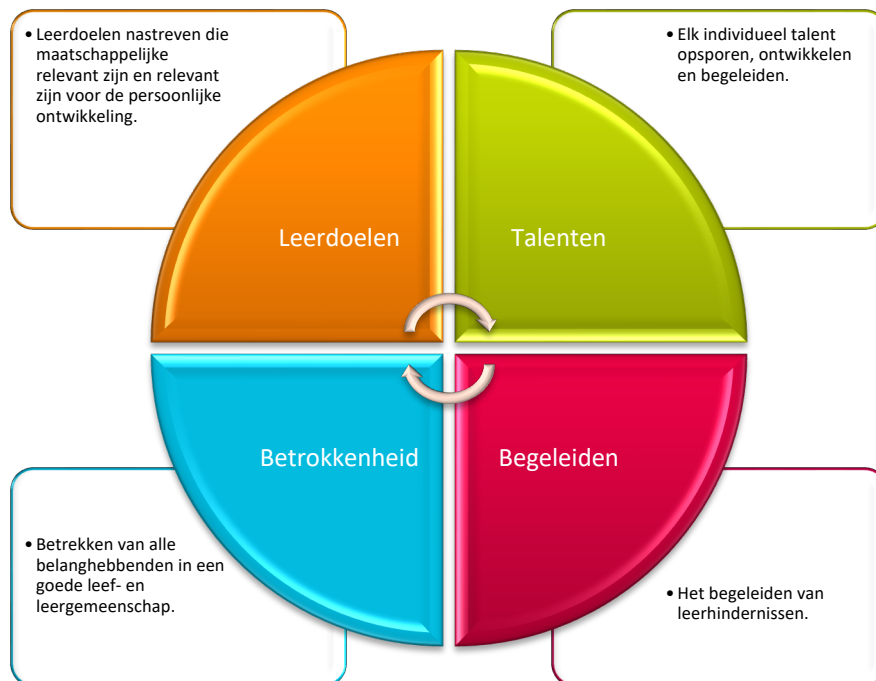 • Leerdoelen nastreven die
maatschappelijke
relevant zijn en relevant
zijn voor de persoonlijke
ontwikkeling.
• Elk individueel talent
opsporen, ontwikkelen
en begeleiden.
Leerdoelen
Talenten
Betrokkenheid
Begeleiden
• Betrekken van alle
belanghebbenden in een
goede leef- en
leergemeenschap.
• Het begeleiden van
leerhindernissen.